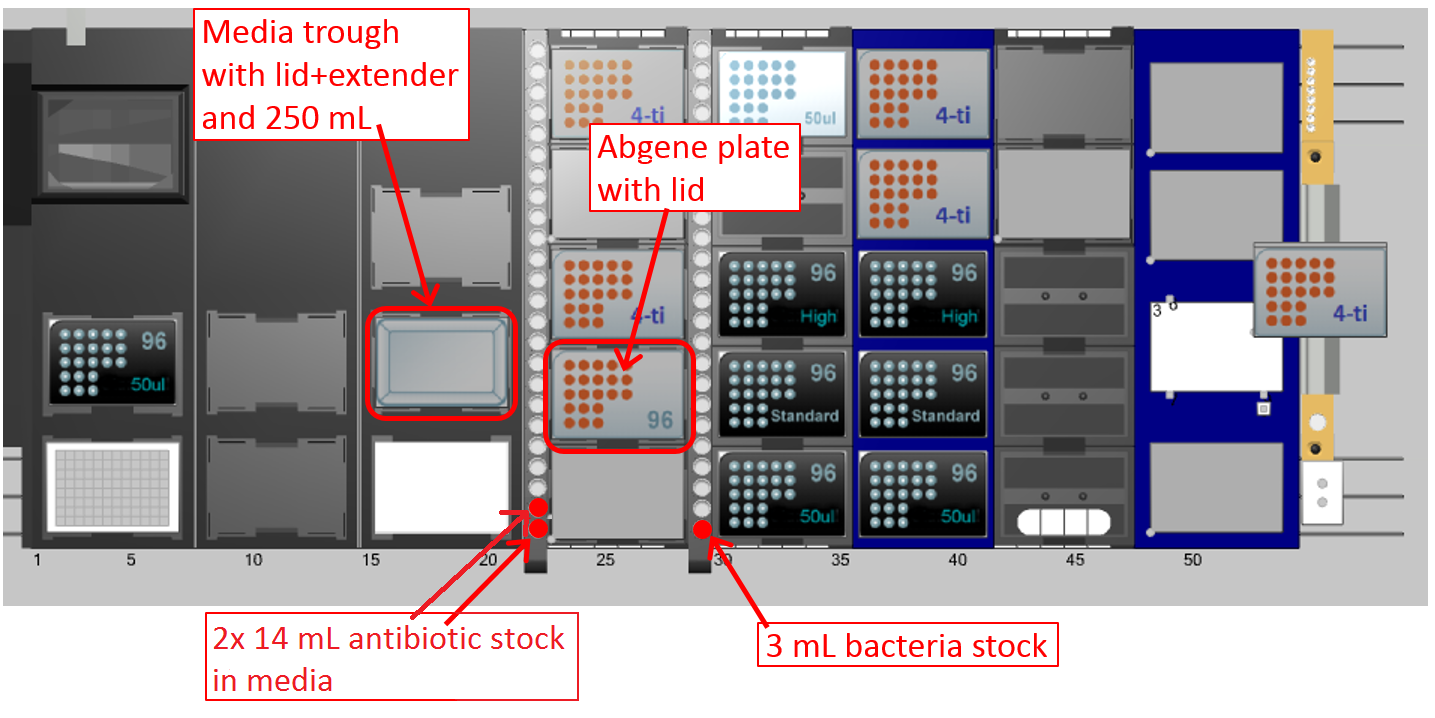 Media trough
with lid+extender
and 250 mL
4-ti
50ul
4-ti
Abgene plate
with lid
4-ti
96
High
96
High
4-ti
4-ti
3
96
50ul
96
96
Standard
96
Standard
96
50ul
96
50ul
1
5
10
15
20
25
30
35
40
45
50
2x 14 mL antibiotic stock
in media
3 mL bacteria stock